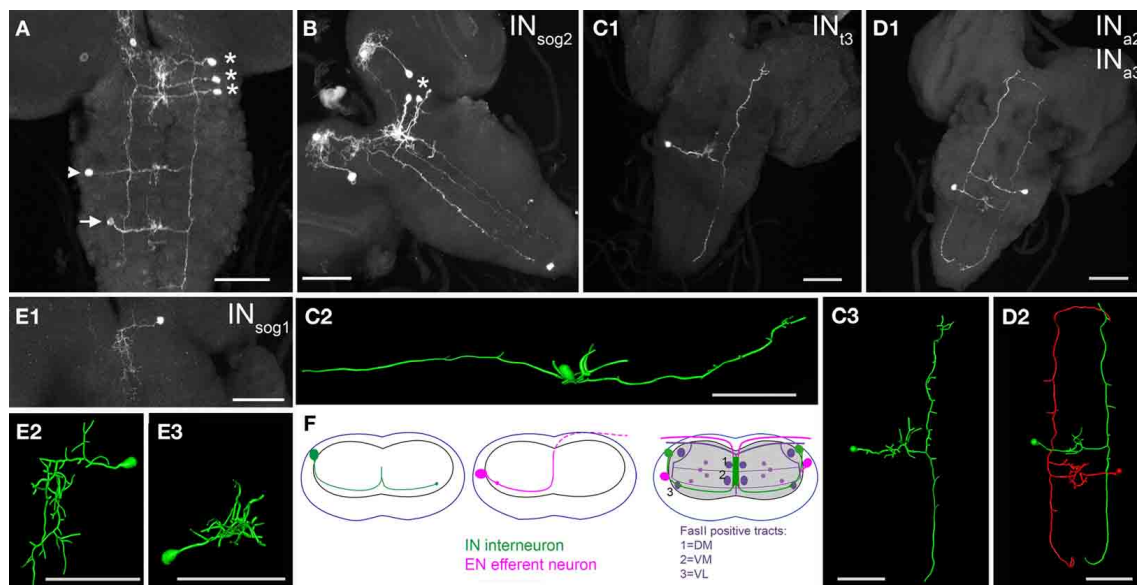 A
*
*
*
B
IN sog2
*
C1
IN t3
D1
IN a2
IN a3
E1
IN sog1
C2
C3
D2
E2
E3
F
1
2
3
IN interneuron
EN efferent neuron
FasII positive tracts:
1=DM
2=VM
3=VL